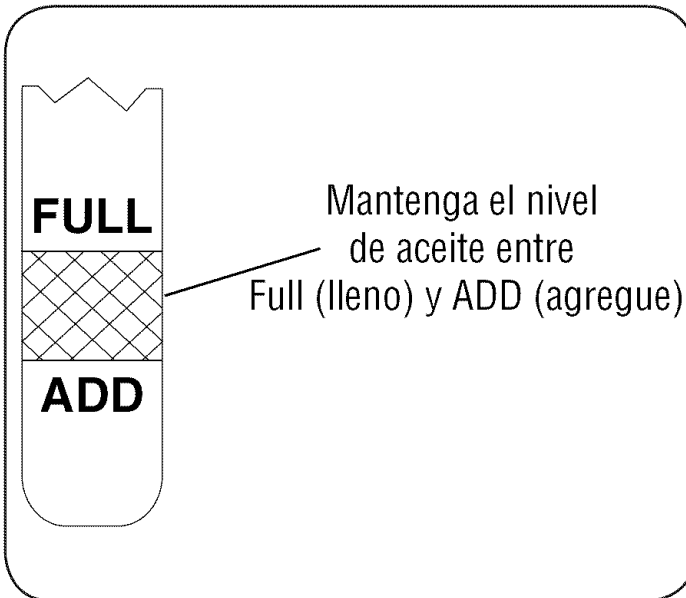 FULL
Mantenga el nivel
de aceite entre
Full (lleno) y ADD (agregue)
ADD